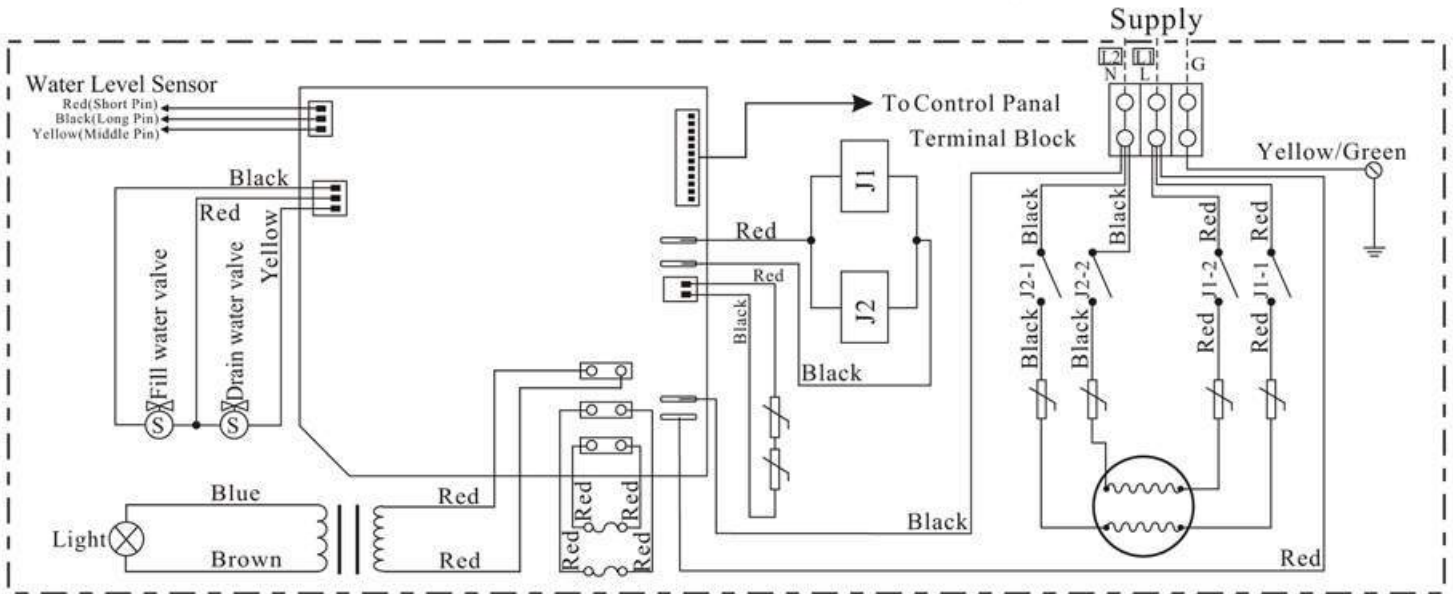 Supply
L2
L1
N
L
G
Water Level Sensor
Red(Short Pin)
Black(Long Pin)
Yellow(Middle Pin)
To Control Panal
Terminal Block
Yellow/Green
Black
Red
Yellow
Fill water valve
Drain water valve
S
S
Red
Red
Black
Black
J1
J2
Black
Black
Red
Red
J2-1
J2-2
J1-2
J1-1
Black
Black
Red
Red
Blue
Brown
Light
Red
Red
Red
Red
Red
Red
Black
Red